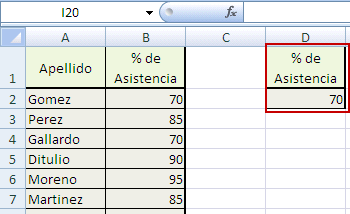 I20
fx
A B C D
1 Apellido % de Asistencia % de Asistencia
2 Gomez 70 70
3 Perez 85
4 Gallardo 70
5 Ditulio 90
6 Moreno 95
7 Martinez 85